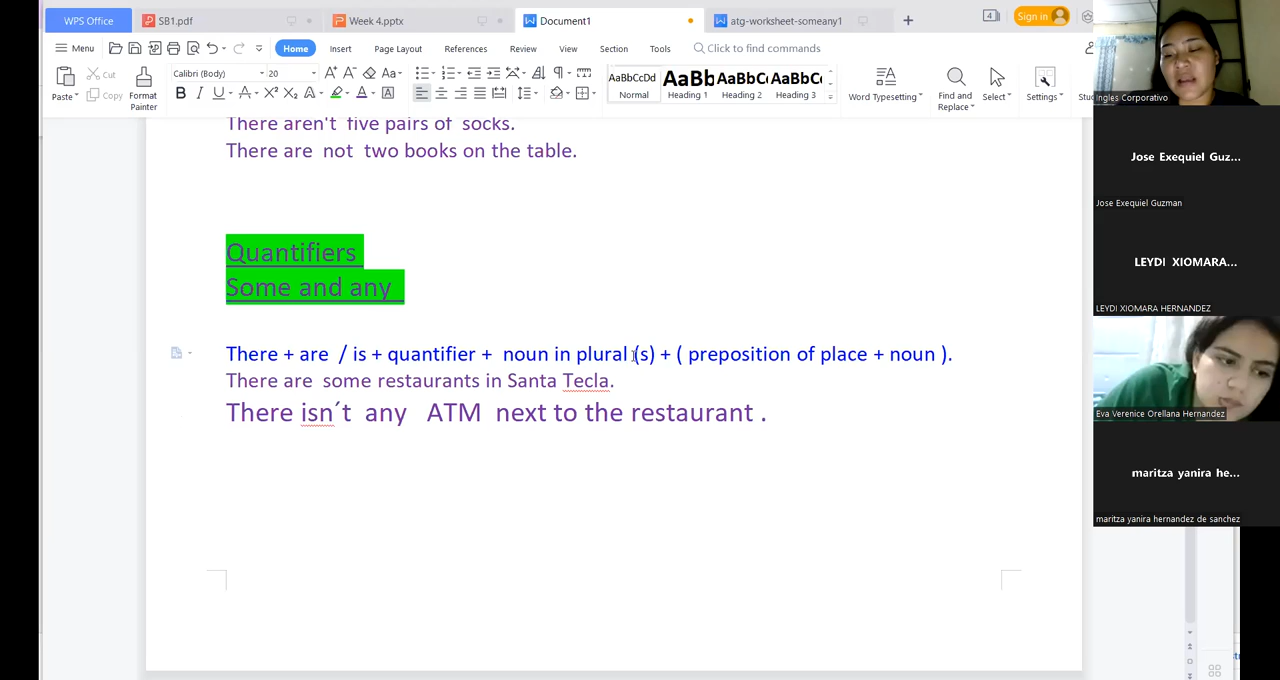 WPS Office SB1.pdf Week 4.pptx Document1 atg-worksheet-someany1 + 4 Sign in
Menu Home Insert Page Layout References Review View Section Tools Click to find commands
Paste Cut Copy Format Painter Calibri (Body) 20 AaBbCcDd Normal AaBb Heading 1 AaBbC Heading 2 AaBbC Heading 3 Word Typesetting Find and Replace Select Settings
There aren't five pairs of socks.
There are not two books on the table.
Quantifiers
Some and any
There + are / is + quantifier + noun in plural (s) + ( preposition of place + noun ).
There are some restaurants in Santa Tecla.
There isn´t any ATM next to the restaurant .
Ingles Corporativo
Jose Exequiel Guz...
Jose Exequiel Guzman
LEYDI XIOMARA...
LEYDI XIOMARA HERNANDEZ
Eva Verenice Orellana Hernandez
maritza yanira he...
maritza yanira hernandez de sanchez